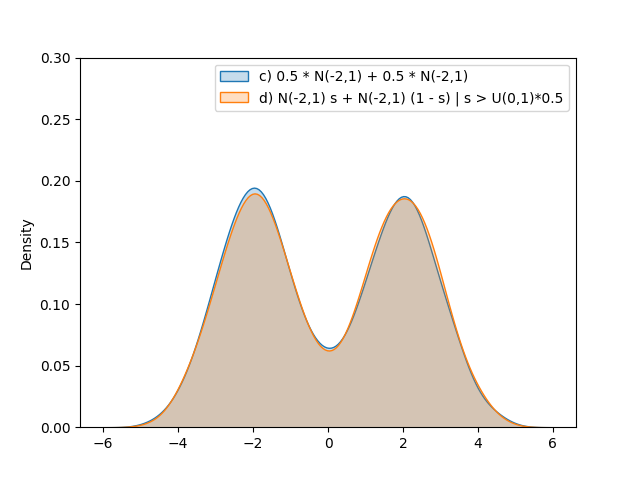 0.30
0.25
0.20
0.15
0.10
0.05
0.00
Density
c) 0.5 * N(-2,1) + 0.5 * N(-2,1)
d) N(-2,1) s + N(-2,1) (1 - s) | s > U(0,1)*0.5
−6 −4 −2 0 2 4 6